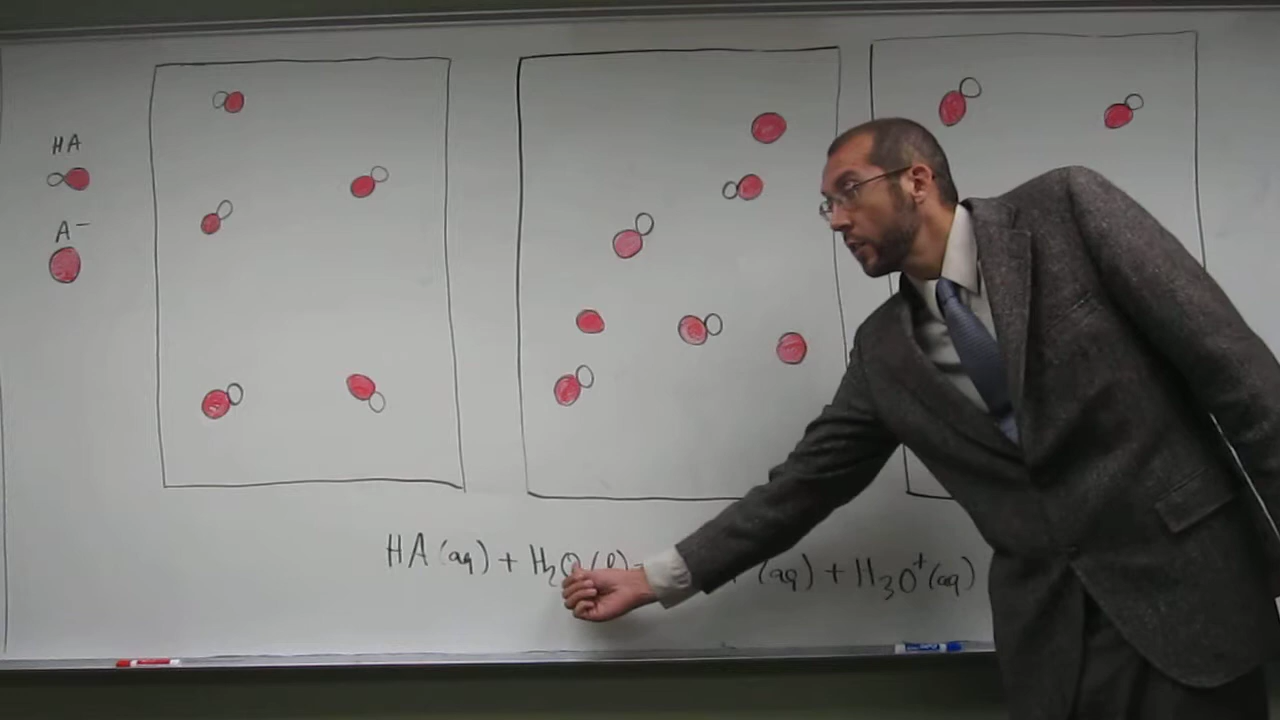 HA
A⁻
HA (aq) + H₂O (l) (aq) + H₃O⁺ (aq)